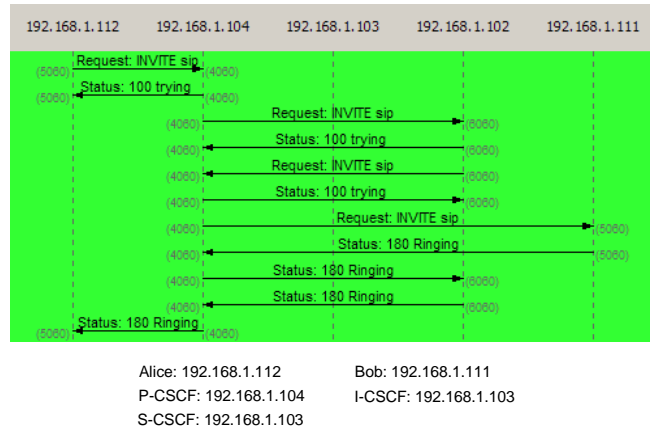 192.168.1.112 192.168.1.104 192.168.1.103 192.168.1.102 192.168.1.111
Request: INVITE sip
(5060) (4060)
Status: 100 trying
(5060) (4060)
Request: INVITE sip
(4060) (6060)
Status: 100 trying
(4060) (6060)
Request: INVITE sip
(4060) (6060)
Status: 100 trying
(4060) (6060)
Request: INVITE sip
(4060) (5060)
Status: 180 Ringing
(4060) (5060)
Status: 180 Ringing
(4060) (6060)
Status: 180 Ringing
(4060) (6060)
Status: 180 Ringing
(5060) (4060)
Alice: 192.168.1.112 Bob: 192.168.1.111
P-CSCF: 192.168.1.104 I-CSCF: 192.168.1.103
S-CSCF: 192.168.1.103